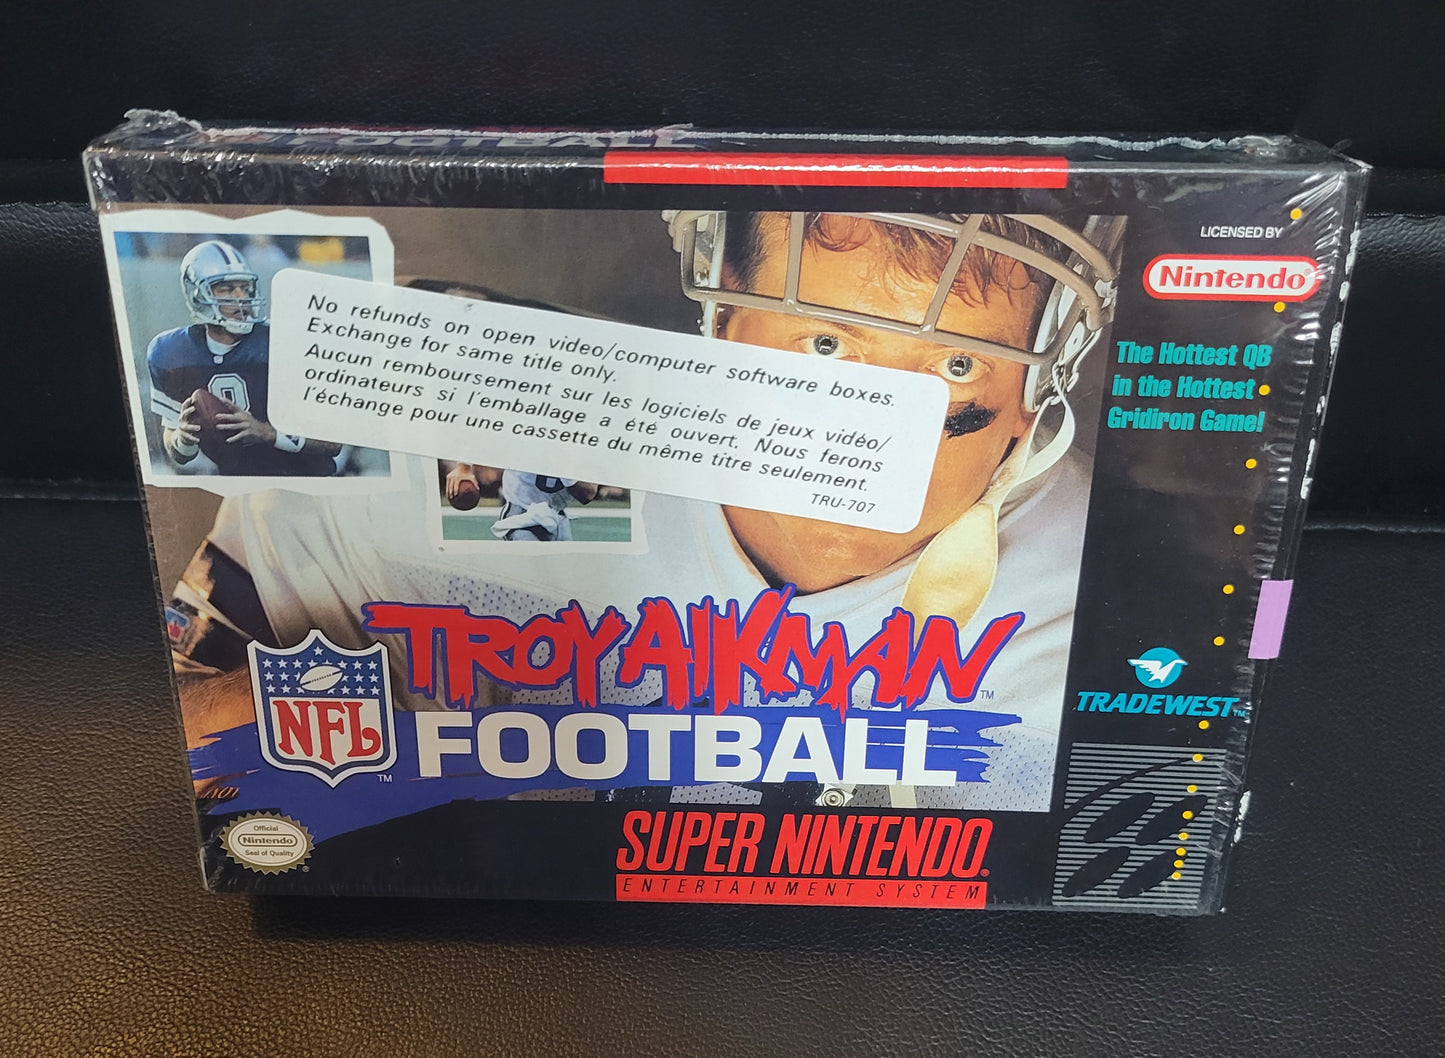 FOOTBALL
LICENSED BY
Nintendo
The Hottest QB
in the Hottest
Gridiron Game!
No refunds on open video/computer software boxes.
Exchange for same title only.
Aucun remboursement sur les logiciels de jeux vidéo/
ordinateurs si l'emballage a été ouvert. Nous ferons
l'échange pour une cassette du même titre seulement.
TRU-707
TROY AIKMAN™
FOOTBALL
NFL
TM
TRADEWEST™
Official
Nintendo
Seal of Quality
®
SUPER NINTENDO®
ENTERTAINMENT SYSTEM